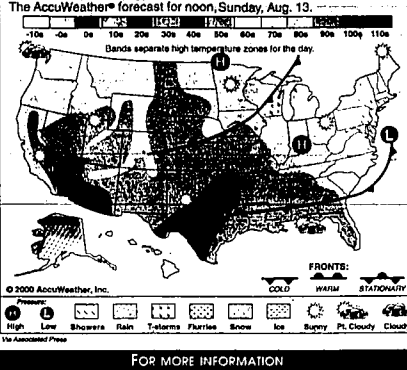 The AccuWeather® forecast for noon, Sunday, Aug. 13.
-10s -0s 0s 10s 20s 30s 40s 50s 60s 70s 80s 90s 100s 110s
Bands separate high temperature zones for the day.
H
H
L
FRONTS:
COLD WARM STATIONARY
© 2000 AccuWeather, Inc.
Pressure:
H L
High Low Showers Rain T-storms Flurries Snow Ice Sunny Pt. Cloudy Cloudy
Via Associated Press
FOR MORE INFORMATION